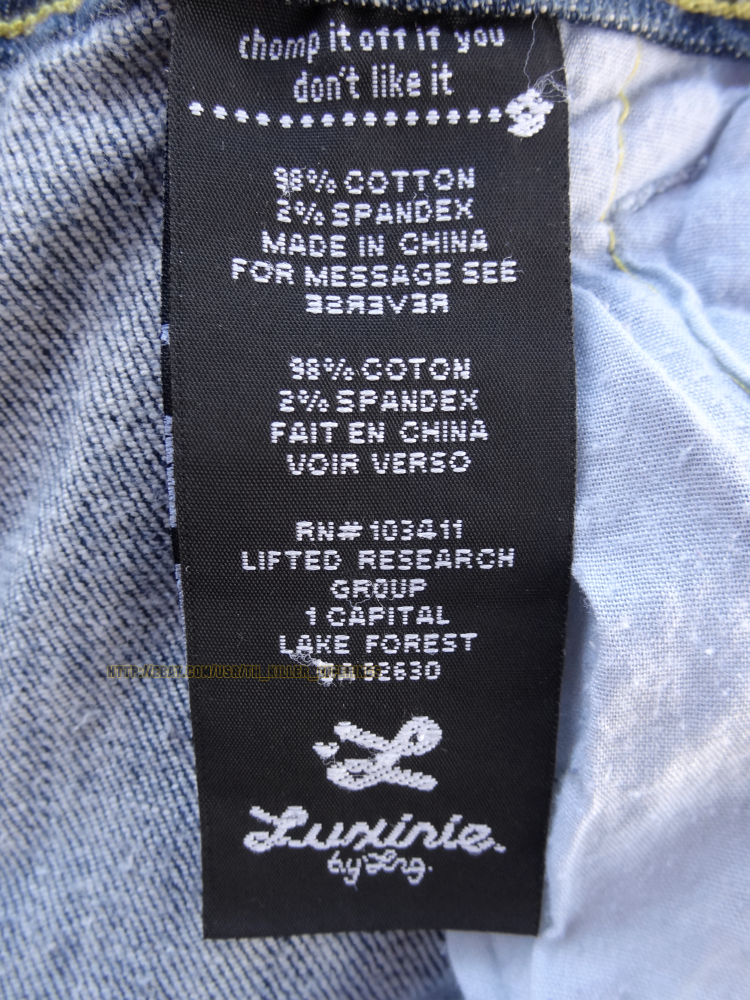 chomp it off if you
don't like it
98% COTTON
2% SPANDEX
MADE IN CHINA
FOR MESSAGE SEE
REVERSE
98% COTON
2% SPANDEX
FAIT EN CHINA
VOIR VERSO
RN# 103411
LIFTED RESEARCH
GROUP
1 CAPITAL
LAKE FOREST
CA 92630
Luxirie.
by Lrg.